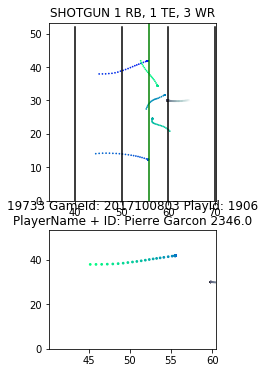 SHOTGUN 1 RB, 1 TE, 3 WR
50
40
30
20
10
0
40 50 60 70
19733 GameId: 2017100803 PlayId: 1906
PlayerName + ID: Pierre Garcon 2346.0
40
20
0
45 50 55 60